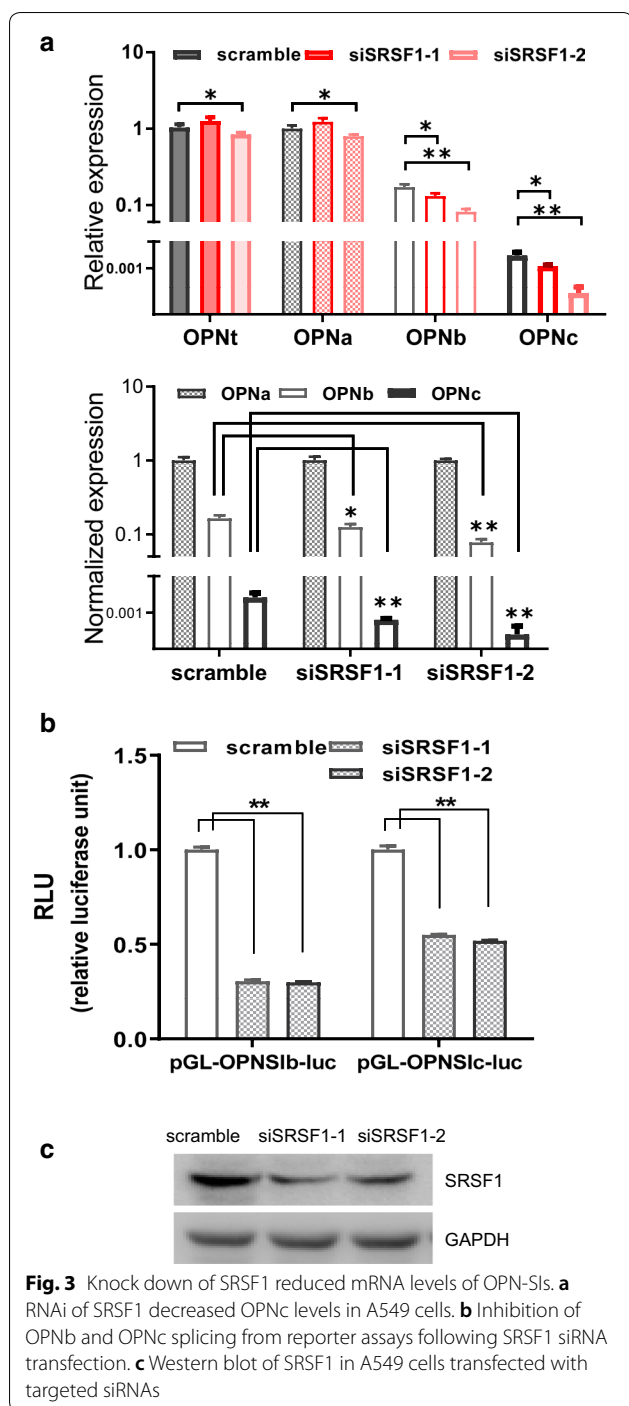 a
scramble siSRSF1-1 siSRSF1-2
Relative expression
10
1
0.1
0.001
* * * ** * **
OPNt OPNa OPNb OPNc
OPNa OPNb OPNc
Normalized expression
10
1
0.1
0.001
* ** ** **
scramble siSRSF1-1 siSRSF1-2
b
scramble siSRSF1-1
siSRSF1-2
RLU
(relative luciferase unit)
1.5
1.0
0.5
0.0
** **
pGL-OPNSIb-luc pGL-OPNSIc-luc
c
scramble siSRSF1-1 siSRSF1-2
SRSF1
GAPDH
Fig. 3 Knock down of SRSF1 reduced mRNA levels of OPN-SIs. a
RNAi of SRSF1 decreased OPNc levels in A549 cells. b Inhibition of
OPNb and OPNc splicing from reporter assays following SRSF1 siRNA
transfection. c Western blot of SRSF1 in A549 cells transfected with
targeted siRNAs